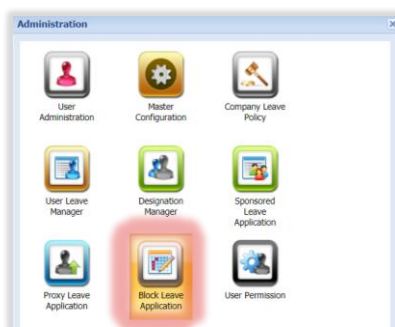 Administration
User
Administration
Master
Configuration
Company Leave
Policy
User Leave
Manager
Designation
Manager
Sponsored
Leave
Application
Proxy Leave
Application
Block Leave
Application
User Permission